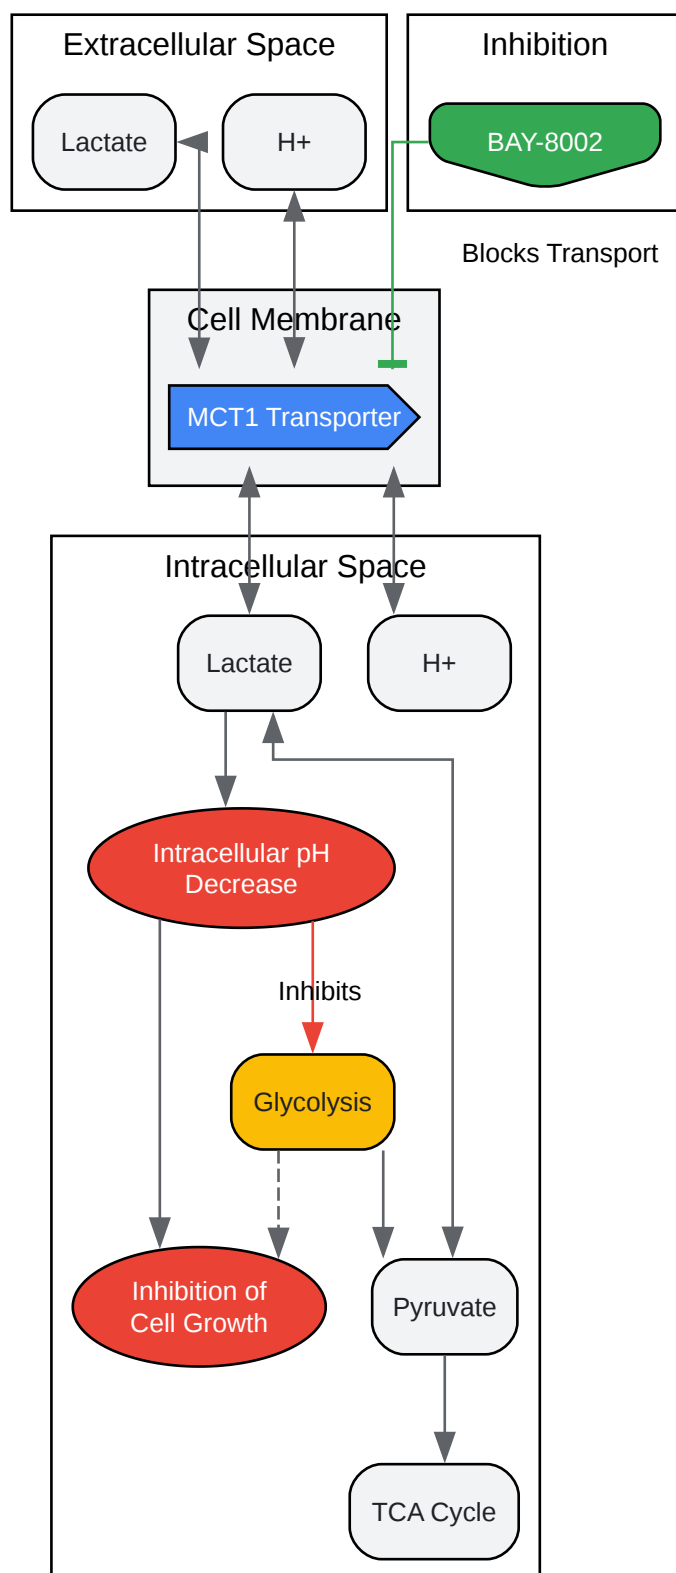 Extracellular Space
Inhibition
Lactate
H+
BAY-8002
Blocks Transport
Cell Membrane
MCT1 Transporter
Intracellular Space
Lactate
H+
Intracellular pH
Decrease
Inhibits
Glycolysis
Inhibition of
Cell Growth
Pyruvate
TCA Cycle